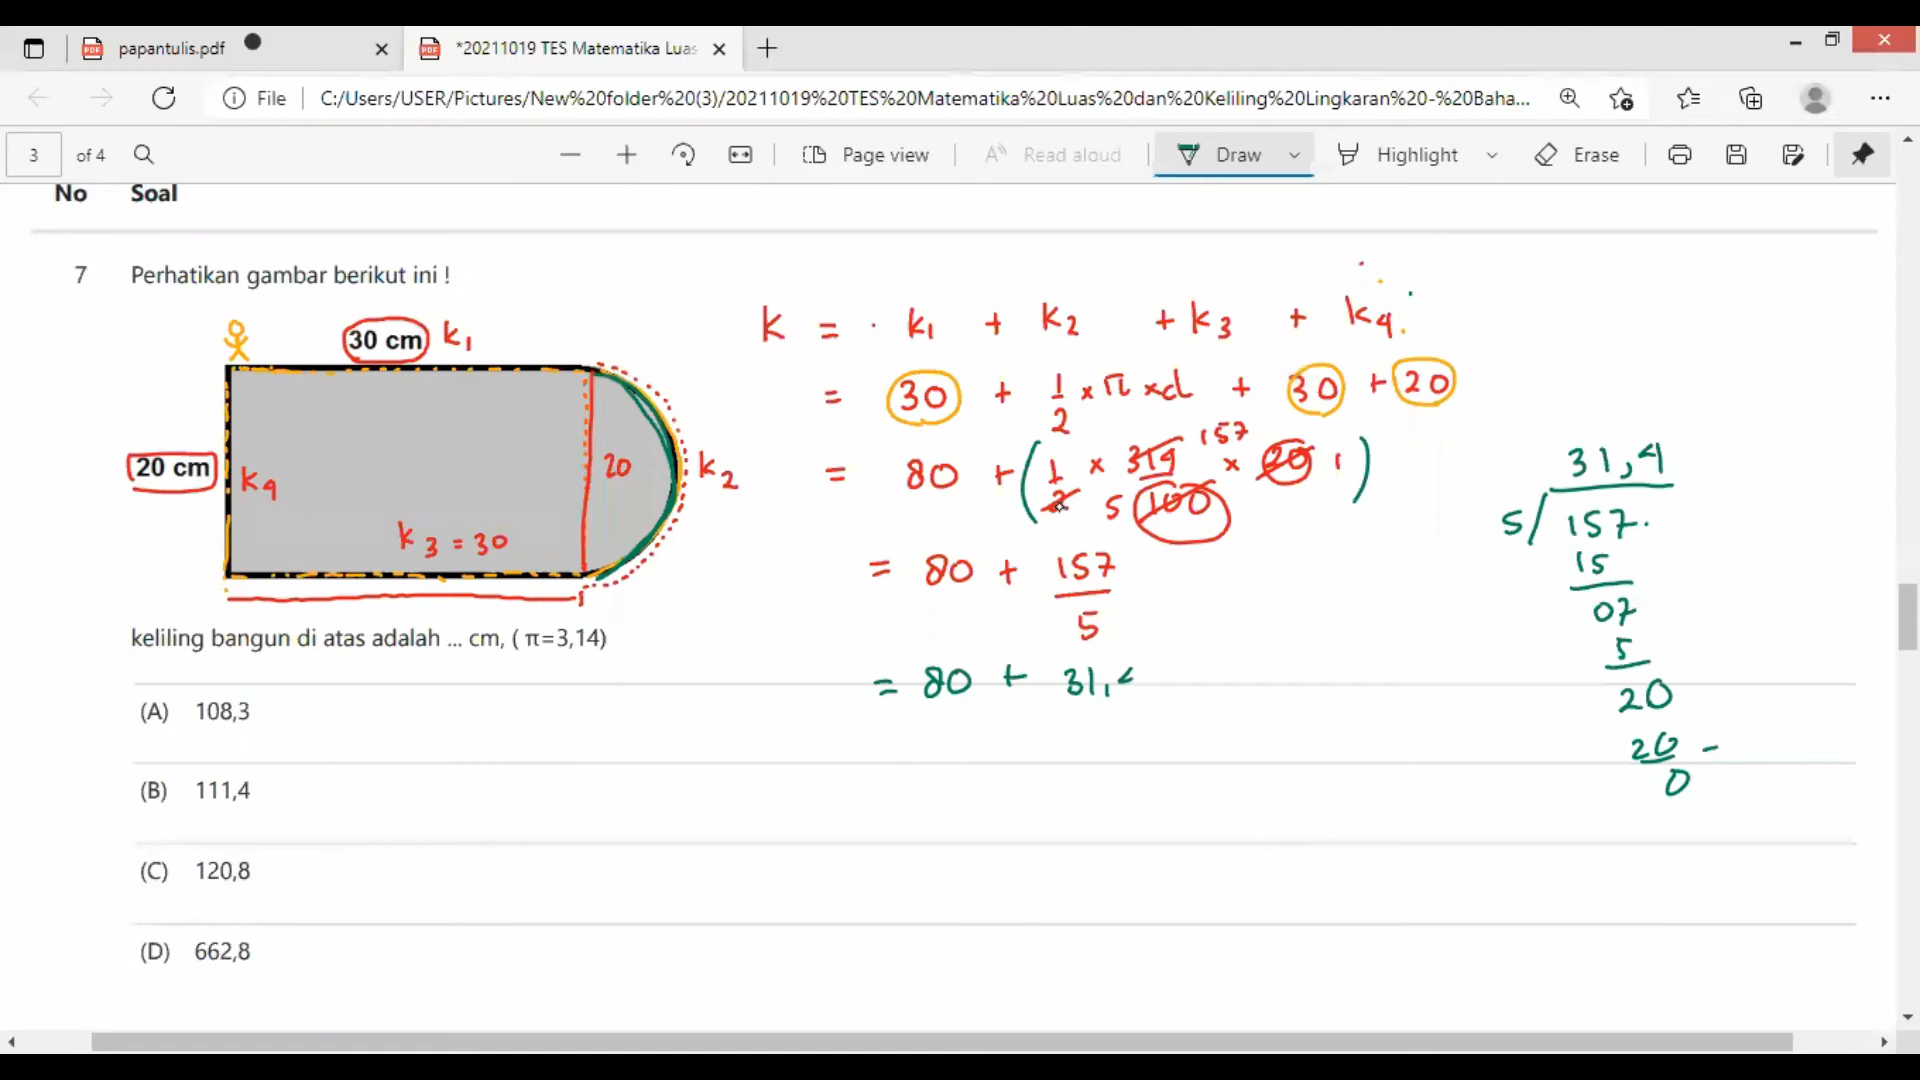 papantulis.pdf
*20211019 TES Matematika Luas
File
C:/Users/USER/Pictures/New%20folder%20(3)/20211019%20TES%20Matematika%20Luas%20dan%20Keliling%20Lingkaran%20-%20Baha...
3 of 4
Page view
Read aloud
Draw
Highlight
Erase
No Soal
7 Perhatikan gambar berikut ini !
30 cm k1
20 cm k4 20 k2
k3 = 30
K = k1 + k2 + k3 + k4
= 30 + 1/2 × π × d + 30 + 20
= 80 + ( 1/2 × 314/100 × 20 ) 157 5 1
= 80 + 157/5
= 80 + 31,4
31,4
5 / 157
15
07
5
20
20 -
0
keliling bangun di atas adalah ... cm, ( π=3,14)
(A) 108,3
(B) 111,4
(C) 120,8
(D) 662,8